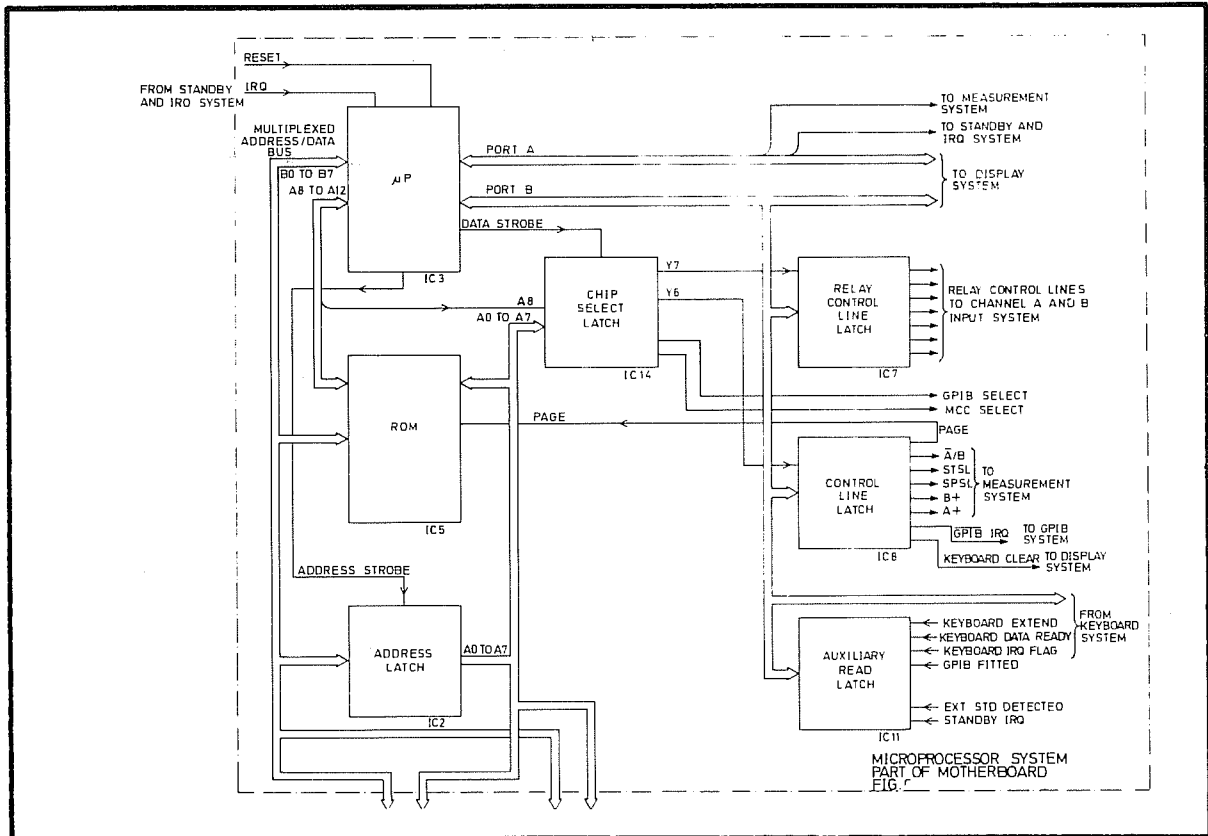 RESET
FROM STANDBY IRQ
AND IRQ SYSTEM
MULTIPLEXED
ADDRESS/DATA
BUS
B0 TO B7
A8 TO A12
µP
IC3
PORT A
PORT B
DATA STROBE
TO MEASUREMENT
SYSTEM
TO STANDBY AND
IRQ SYSTEM
TO DISPLAY
SYSTEM
A8
A0 TO A7
CHIP
SELECT
LATCH
IC14
Y7
Y6
RELAY
CONTROL
LINE
LATCH
IC7
RELAY CONTROL LINES
TO CHANNEL A AND B
INPUT SYSTEM
GPIB SELECT
MCC SELECT
ROM
IC5
PAGE
PAGE
CONTROL
LINE
LATCH
IC8
A̅/B
STSL
SPSL
B+
A+
TO
MEASUREMENT
SYSTEM
G̅P̅I̅B̅ IRQ
TO GPIB
SYSTEM
KEYBOARD CLEAR
TO DISPLAY
SYSTEM
ADDRESS STROBE
ADDRESS
LATCH
IC2
A0 TO A7
AUXILIARY
READ
LATCH
IC11
KEYBOARD EXTEND
KEYBOARD DATA READY
KEYBOARD IRQ FLAG
GPIB FITTED
EXT STD DETECTED
STANDBY IRQ
FROM
KEYBOARD
SYSTEM
MICROPROCESSOR SYSTEM
PART OF MOTHERBOARD
FIG.